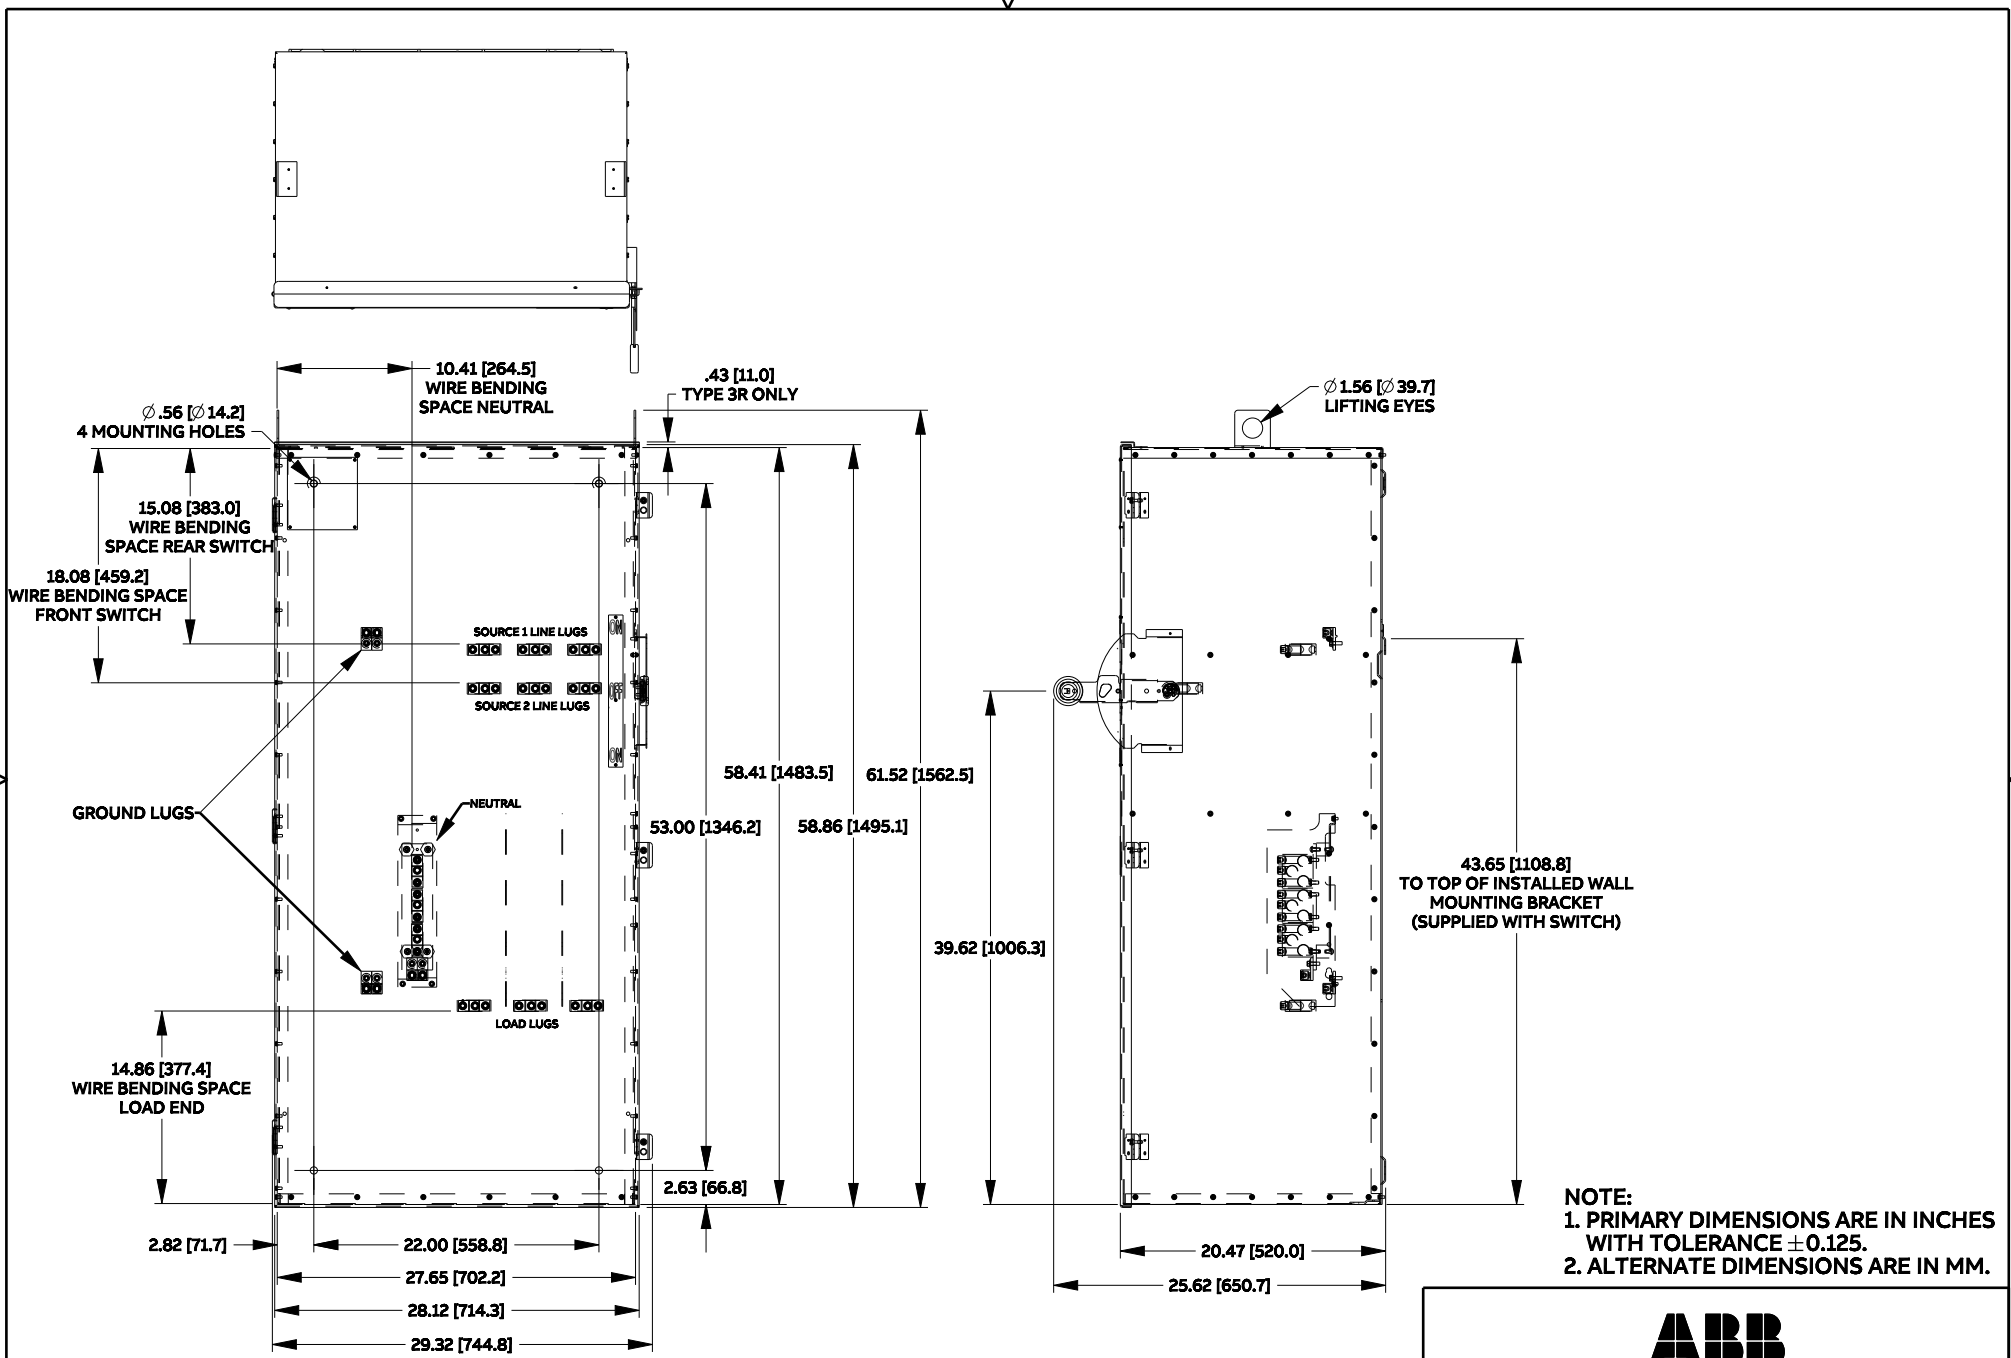 10.41 [264.5]
WIRE BENDING
SPACE NEUTRAL
.43 [11.0]
TYPE 3R ONLY
∅.56 [∅14.2]
4 MOUNTING HOLES
∅1.56 [∅39.7]
LIFTING EYES
15.08 [383.0]
WIRE BENDING
SPACE REAR SWITCH
18.08 [459.2]
WIRE BENDING SPACE
FRONT SWITCH
SOURCE 1 LINE LUGS
ON
OFF
SOURCE 2 LINE LUGS
ON
58.41 [1483.5]
61.52 [1562.5]
GROUND LUGS
NEUTRAL
53.00 [1346.2]
58.86 [1495.1]
43.65 [1108.8]
TO TOP OF INSTALLED WALL
MOUNTING BRACKET
(SUPPLIED WITH SWITCH)
39.62 [1006.3]
LOAD LUGS
14.86 [377.4]
WIRE BENDING SPACE
LOAD END
2.63 [66.8]
2.82 [71.7]
22.00 [558.8]
27.65 [702.2]
28.12 [714.3]
29.32 [744.8]
20.47 [520.0]
25.62 [650.7]
NOTE:
1. PRIMARY DIMENSIONS ARE IN INCHES
WITH TOLERANCE ±0.125.
2. ALTERNATE DIMENSIONS ARE IN MM.
ABB